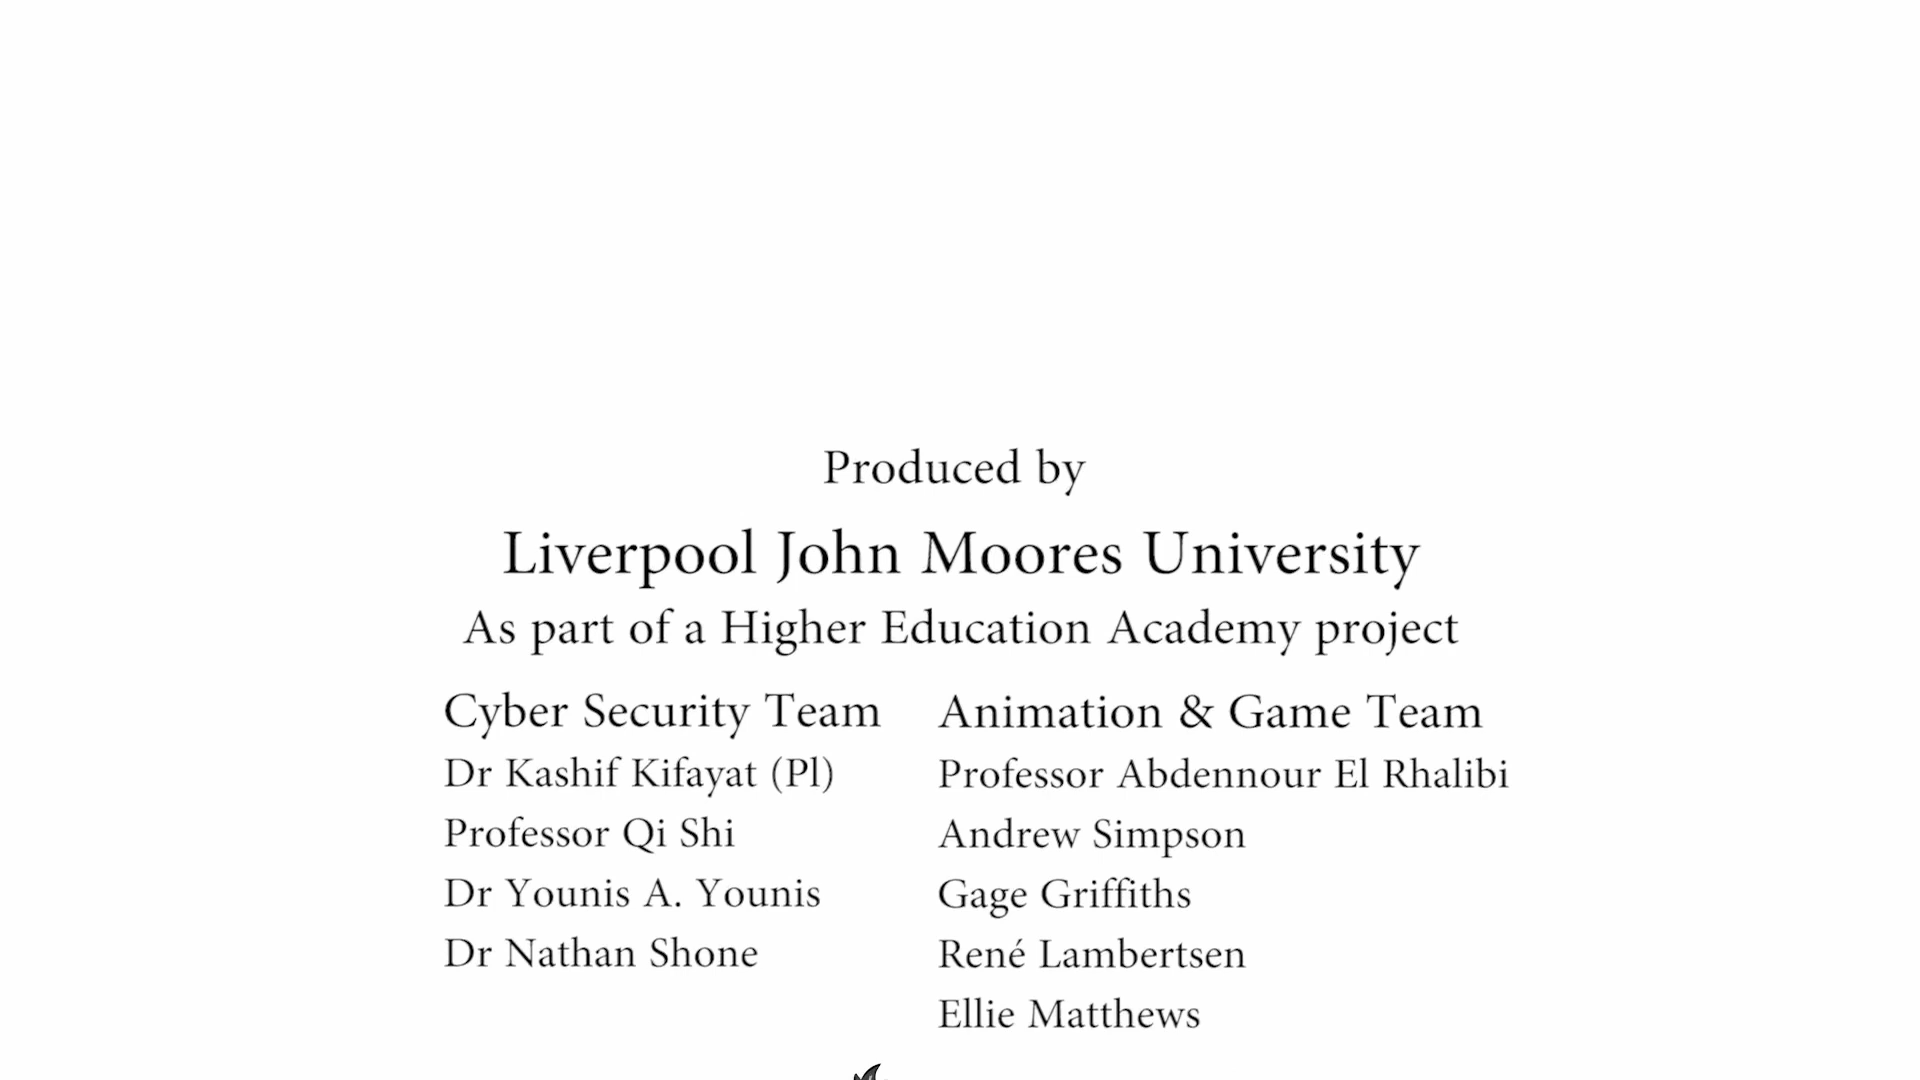 Produced by
Liverpool John Moores University
As part of a Higher Education Academy project
Cyber Security Team
Dr Kashif Kifayat (Pl)
Professor Qi Shi
Dr Younis A. Younis
Dr Nathan Shone
Animation & Game Team
Professor Abdennour El Rhalibi
Andrew Simpson
Gage Griffiths
René Lambertsen
Ellie Matthews